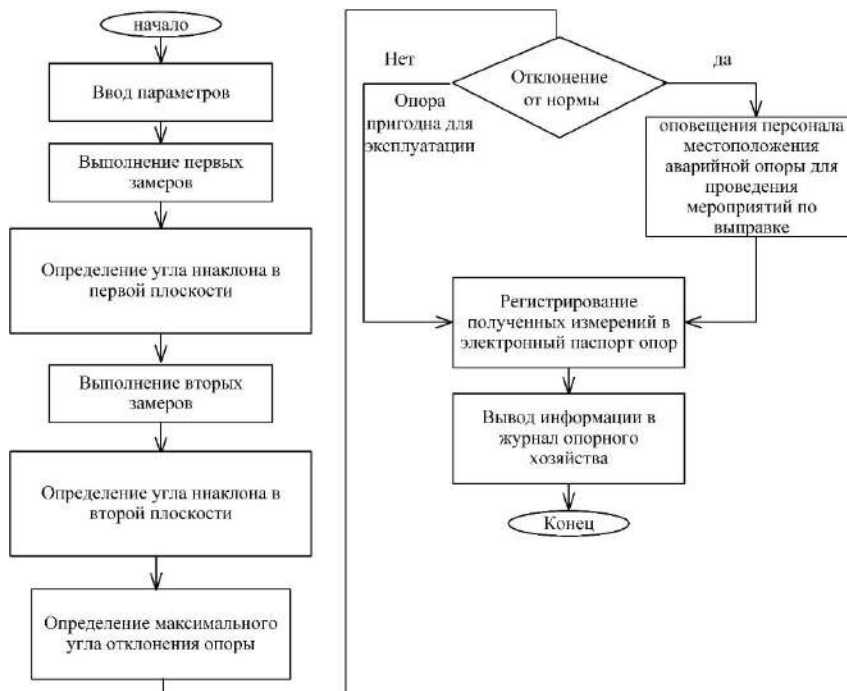 начало
Ввод параметров
Выполнение первых
замеров
Определение угла ниаклона в
первой плоскости
Выполнение вторых
замеров
Определение угла ниаклона в
второй плоскости
Определение максимального
угла отклонения опоры
Отклонение
от нормы
Нет
Опора
пригодна для
эксплуатации
да
оповещения персонала
местоположения
аварийной опоры для
проведения
мероприятий по
выправке
Регистрирование
полученных измерений в
электронный паспорт опор
Вывод информации в
журнал опорного
хозяйства
Конец